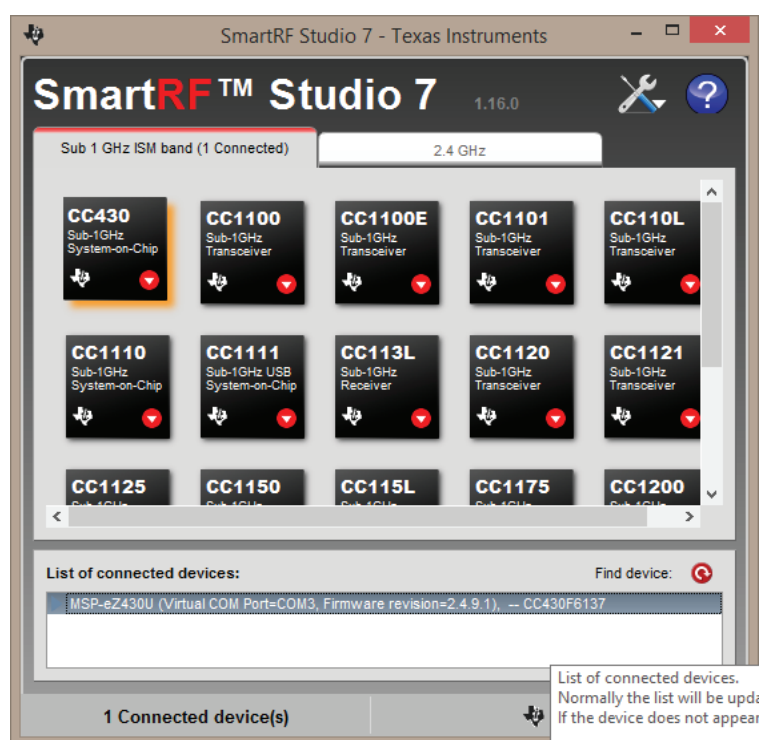 SmartRF Studio 7 - Texas Instruments
SmartRF™ Studio 7 1.16.0
Sub 1 GHz ISM band (1 Connected)
2.4 GHz
CC430
Sub-1GHz
System-on-Chip
CC1100
Sub-1GHz
Transceiver
CC1100E
Sub-1GHz
Transceiver
CC1101
Sub-1GHz
Transceiver
CC110L
Sub-1GHz
Transceiver
CC1110
Sub-1GHz
System-on-Chip
CC1111
Sub-1GHz USB
System-on-Chip
CC113L
Sub-1GHz
Receiver
CC1120
Sub-1GHz
Transceiver
CC1121
Sub-1GHz
Transceiver
CC1125
CC1150
CC115L
CC1175
CC1200
List of connected devices:
Find device:
MSP-eZ430U (Virtual COM Port=COM3, Firmware revision=2.4.9.1), -- CC430F6137
List of connected devices.
Normally the list will be upda
If the device does not appear
1 Connected device(s)